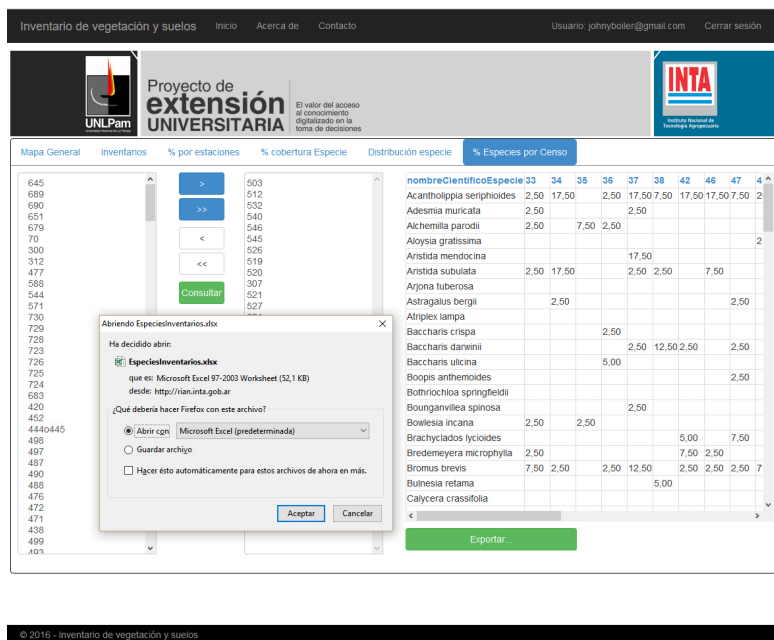 Inventario de vegetación y suelos Inicio Acerca de Contacto Usuario: johnyboiler@gmail.com Cerrar sesión
UNLPam
Proyecto de
extensión
UNIVERSITARIA
El valor del acceso
al conocimiento
digitalizado en la
toma de decisiones
INTA
Instituto Nacional de
Tecnología Agropecuaria
Mapa General Inventarios % por estaciones % cobertura Especie Distribución especie % Especies por Censo
645
689
690
651
679
70
300
312
477
588
544
571
730
729
728
723
726
725
724
683
420
452
444o445
498
497
487
490
488
476
472
471
438
499
493
>
>>
<
<<
Consultar
503
512
532
540
546
545
526
519
520
307
521
527
nombreCientificoEspecie 33 34 35 36 37 38 42 46 47 4
Acantholippia seriphioides 2,50 17,50 2,50 17,50 7,50 17,50 17,50 7,50 2
Adesmia muricata 2,50 2,50
Alchemilla parodii 2,50 7,50 2,50
Aloysia gratissima 2
Aristida mendocina 17,50
Aristida subulata 2,50 17,50 2,50 2,50 7,50
Arjona tuberosa
Astragalus bergii 2,50 2,50
Atriplex lampa
Baccharis crispa 2,50
Baccharis darwinii 2,50 12,50 2,50 2,50
Baccharis ulicina 5,00
Boopis anthemoides 2,50
Bothriochloa springfieldii
Bounganvillea spinosa 2,50
Bowlesia incana 2,50 2,50
Brachyclados lycioides 5,00 7,50
Bredemeyera microphylla 2,50 7,50 2,50
Bromus brevis 7,50 2,50 2,50 12,50 2,50 2,50 2,50 7
Bulnesia retama 5,00
Calycera crassifolia
Exportar...
Abriendo EspeciesInventarios.xlsx
Ha decidido abrir:
EspeciesInventarios.xlsx
que es: Microsoft Excel 97-2003 Worksheet (52,1 KB)
desde: http://rian.inta.gob.ar
¿Qué debería hacer Firefox con este archivo?
Abrir con Microsoft Excel (predeterminada)
Guardar archivo
Hacer ésto automáticamente para estos archivos de ahora en más.
Aceptar Cancelar
© 2016 - Inventario de vegetación y suelos